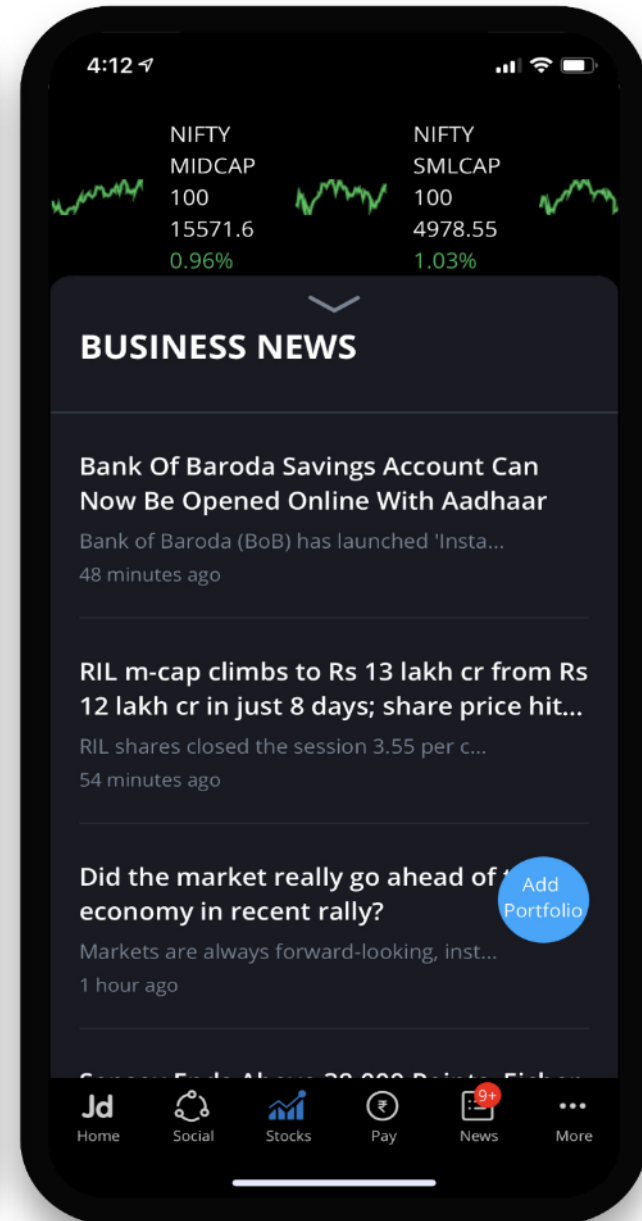 4:12
NIFTY
MIDCAP
100
15571.6
0.96%
NIFTY
SMLCAP
100
4978.55
1.03%
BUSINESS NEWS
Bank Of Baroda Savings Account Can
Now Be Opened Online With Aadhaar
Bank of Baroda (BoB) has launched 'Insta...
48 minutes ago
RIL m-cap climbs to Rs 13 lakh cr from Rs
12 lakh cr in just 8 days; share price hit...
RIL shares closed the session 3.55 per c...
54 minutes ago
Did the market really go ahead of
economy in recent rally?
Markets are always forward-looking, inst...
1 hour ago
Add
Portfolio
Ends Above 38,000 Points
Jd
Home
Social
Stocks
₹
Pay
9+
News
More